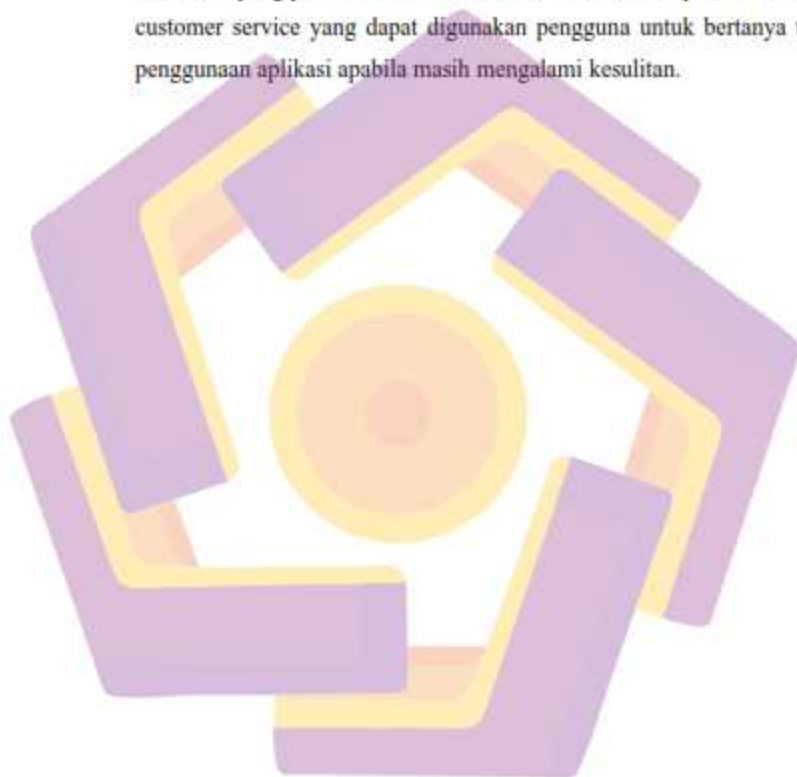 customer service yang dapat digunakan pengguna untuk bertanya
penggunaan aplikasi apabila masih mengalami kesulitan.